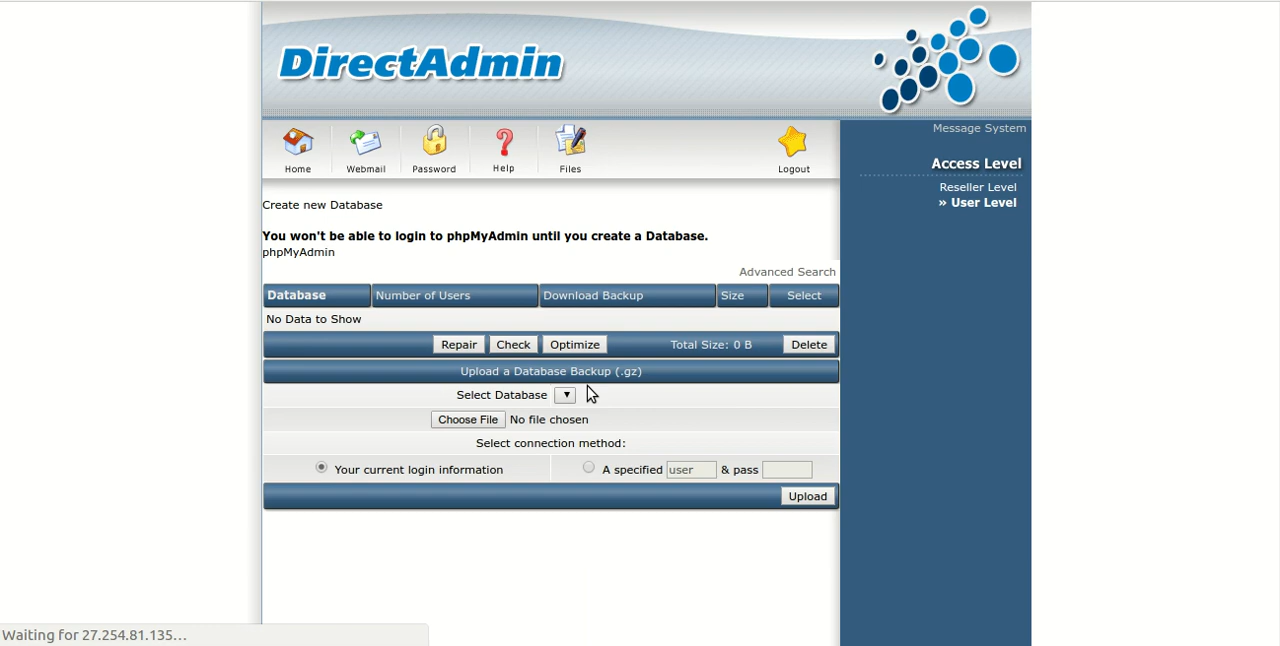 DirectAdmin
Home Webmail Password Help Files Logout
Message System
Access Level
Reseller Level
» User Level
Create new Database
You won't be able to login to phpMyAdmin until you create a Database.
phpMyAdmin
Advanced Search
Database Number of Users Download Backup Size Select
No Data to Show
Repair Check Optimize Total Size: 0 B Delete
Upload a Database Backup (.gz)
Select Database
Choose File No file chosen
Select connection method:
Your current login information A specified user & pass
Upload
Waiting for 27.254.81.135...